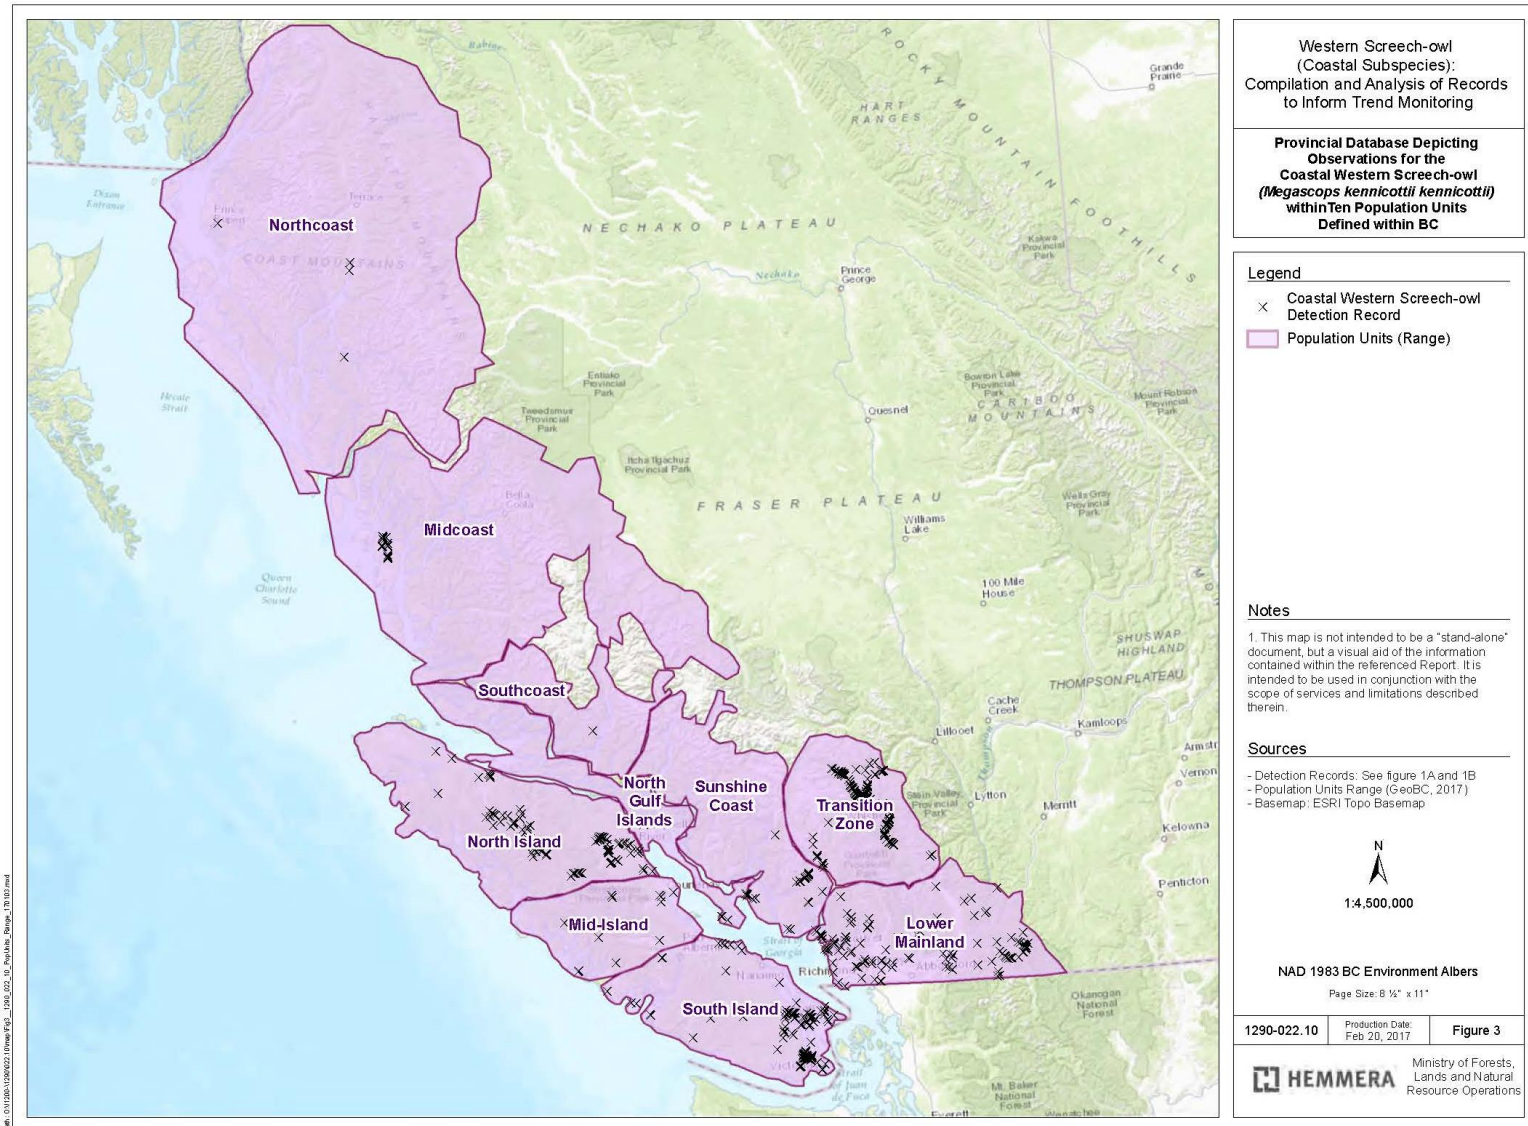 Western Screech-owl
(Coastal Subspecies):
Compilation and Analysis of Records
to Inform Trend Monitoring
Provincial Database Depicting
Observations for the
Coastal Western Screech-owl
(Megascops kennicottii kennicottii)
withinTen Population Units
Defined within BC
Legend
Coastal Western Screech-owl
Detection Record
Population Units (Range)
Notes
1. This map is not intended to be a "stand-alone"
document, but a visual aid of the information
contained within the referenced Report. It is
intended to be used in conjunction with the
scope of services and limitations described
therein.
Sources
- Detection Records: See figure 1A and 1B
- Population Units Range (GeoBC, 2017)
- Basemap: ESRI Topo Basemap
N
1:4,500,000
NAD 1983 BC Environment Albers
Page Size: 8 ½" x 11"
1290-022.10
Production Date:
Feb 20, 2017
Figure 3
HEMMERA
Ministry of Forests,
Lands and Natural
Resource Operations
Babine
ROCKY MOUNTAIN FOOTHILLS
Grande
Prairie
HART
RANGES
Dixon
Entrance
Terrace
Prince
Northcoast
COAST MOUNTAINS
NECHAKO PLATEAU
Kakwa
Provincial
Park
Nechako
Prince
George
Entiako
Provincial
Park
Bowron Lake
Provincial
Park
CARIBOO
MOUNTAINS
Mount Robson
Provincial
Park
Hecate
Strait
Tweedsmuir
Provincial
Park
Quesnel
Itcha Ilgachuz
Provincial Park
Bella
Coola
Midcoast
FRASER PLATEAU
Wells Gray
Provincial
Park
Williams
Lake
Queen
Charlotte
Sound
100 Mile
House
SHUSWAP
HIGHLAND
THOMPSON PLATEAU
Southcoast
Cache
Creek
Kamloops
Lillooet
Thompson
Armstr
Vernon
North
Gulf
Islands
Sunshine
Coast
Transition
Zone
Stein Valley
Provincial
Park
Lytton
Merritt
Kelowna
North Island
Garibaldi
Provincial
Park
Penticton
Mid-Island
Lower
Mainland
Strait of
Georgia
Richm
Nanaimo
South Island
Okanogan
National
Forest
Strait
of Juan
de Fuca
Mt. Baker
National
Forest
Everett
Wenatchee